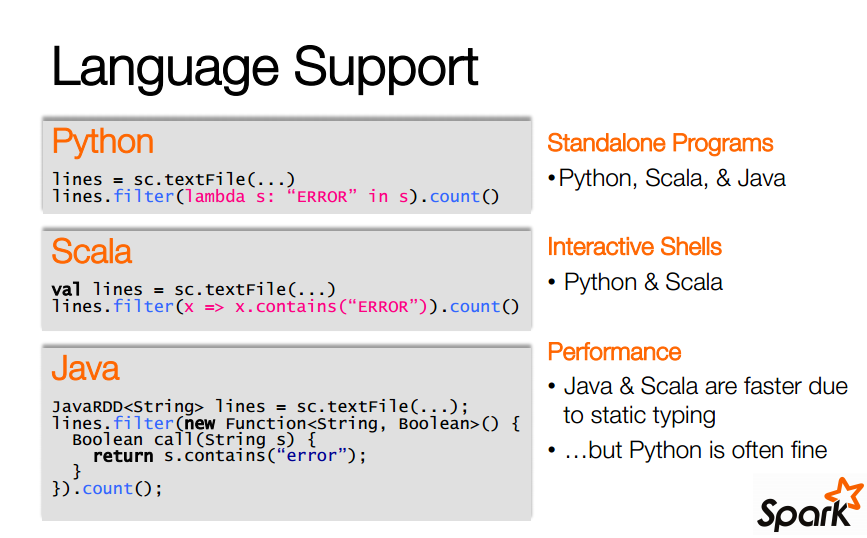 Language Support
Python
lines = sc.textFile(...)
lines.filter(lambda s: “ERROR” in s).count()
Scala
val lines = sc.textFile(...)
lines.filter(x => x.contains(“ERROR”)).count()
Java
JavaRDD<String> lines = sc.textFile(...);
lines.filter(new Function<String, Boolean>() {
  Boolean call(String s) {
    return s.contains(“error”);
  }
}).count();
Standalone Programs
•Python, Scala, & Java
Interactive Shells
• Python & Scala
Performance
• Java & Scala are faster due
to static typing
• …but Python is often fine
Spark